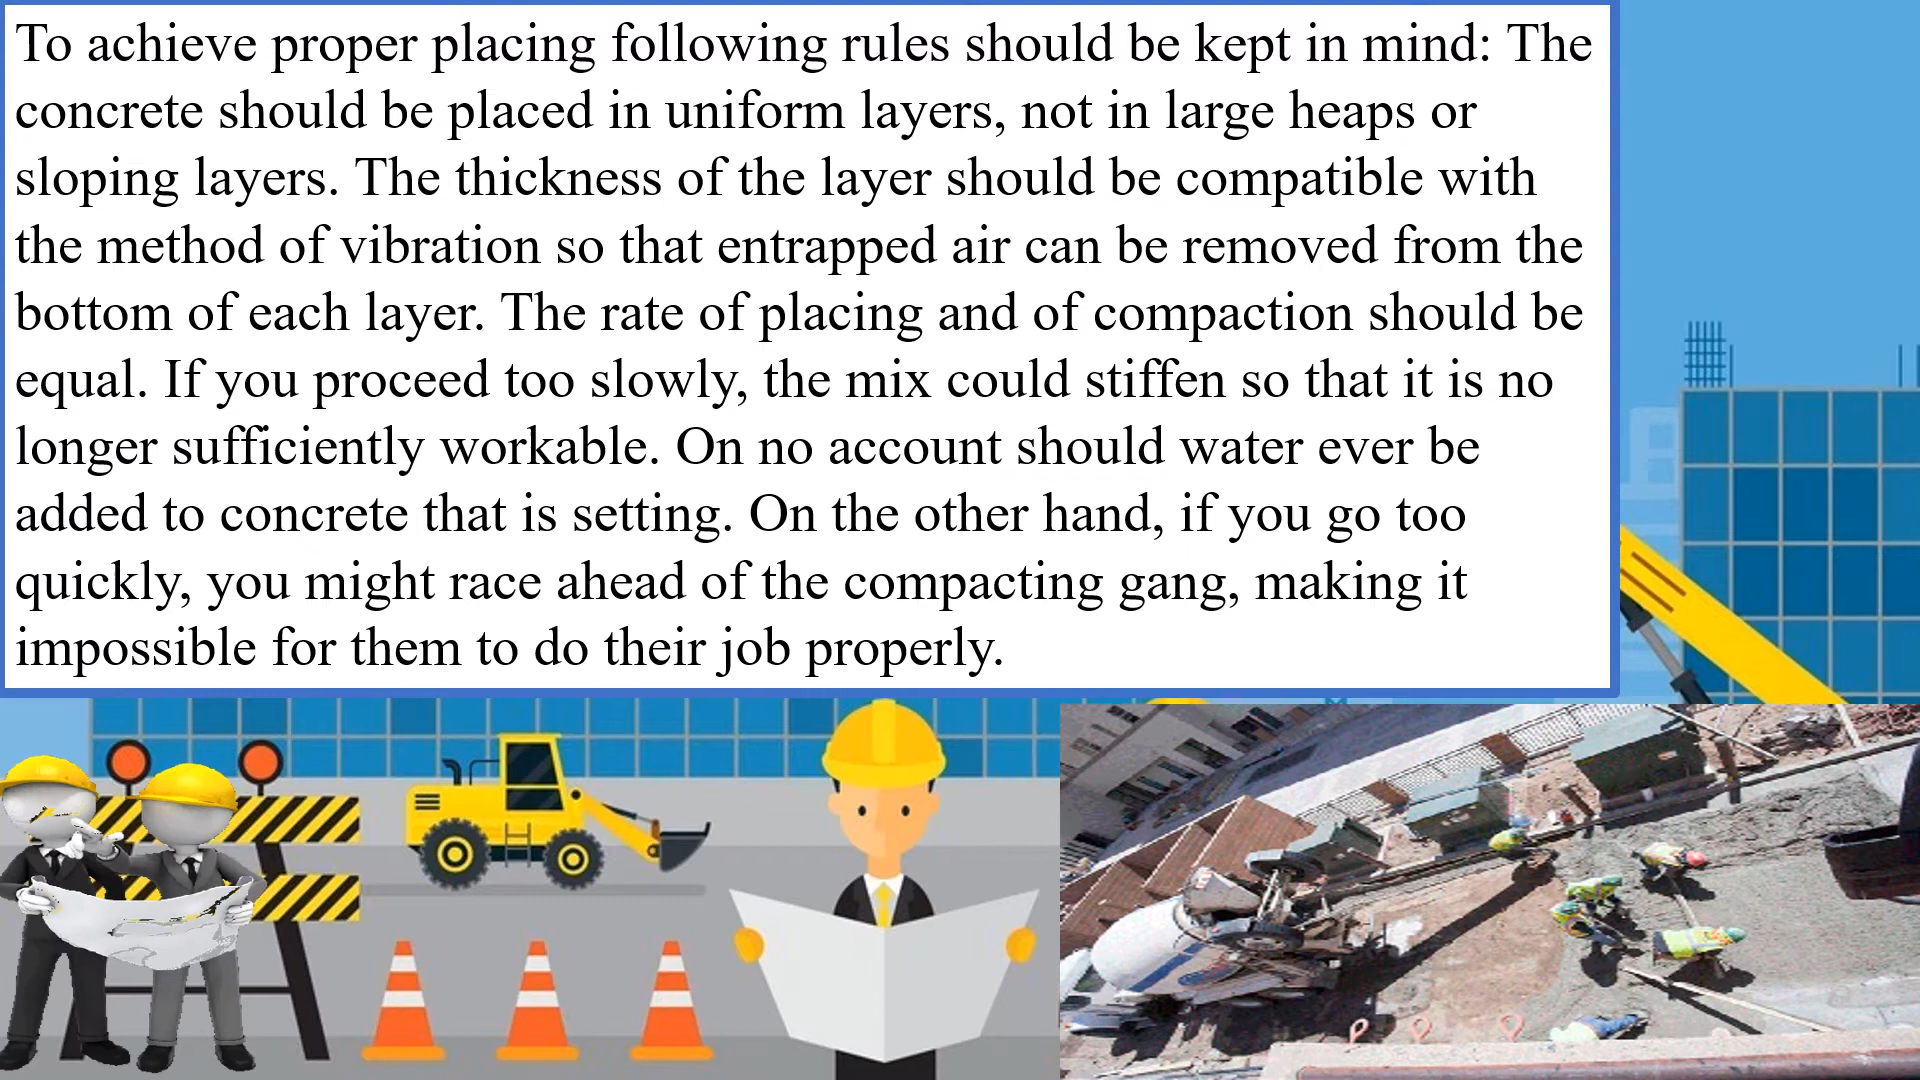 To achieve proper placing following rules should be kept in mind: The
concrete should be placed in uniform layers, not in large heaps or
sloping layers. The thickness of the layer should be compatible with
the method of vibration so that entrapped air can be removed from the
bottom of each layer. The rate of placing and of compaction should be
equal. If you proceed too slowly, the mix could stiffen so that it is no
longer sufficiently workable. On no account should water ever be
added to concrete that is setting. On the other hand, if you go too
quickly, you might race ahead of the compacting gang, making it
impossible for them to do their job properly.